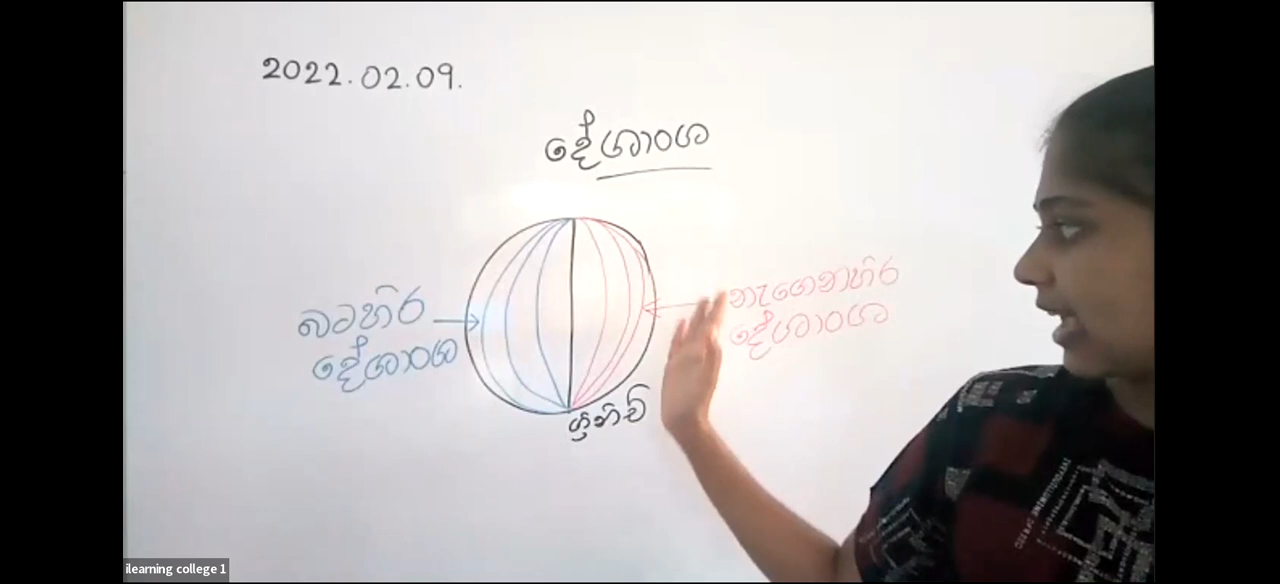 2022.02.09.
දේශාංශ
බටහිර
දේශාංශ
නැගෙනහිර
දේශාංශ
ග්‍රිනිච්
ilearning college 1